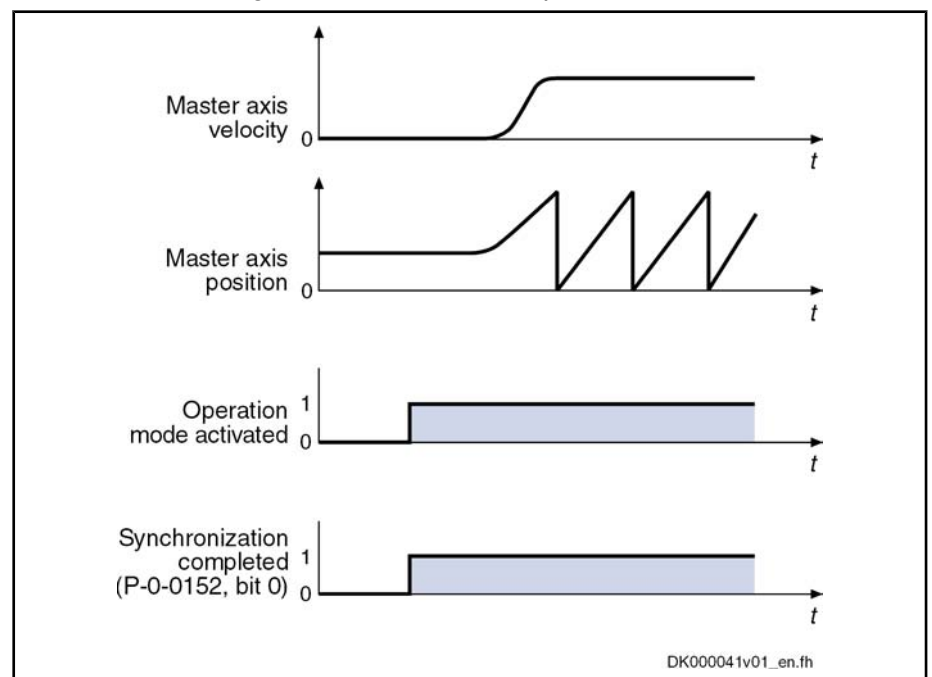 Master axis
velocity
0
t
Master axis
position
0
t
Operation
mode activated
1
0
t
Synchronization
completed
(P-0-0152, bit 0)
1
0
t
DK000041v01_en.fh